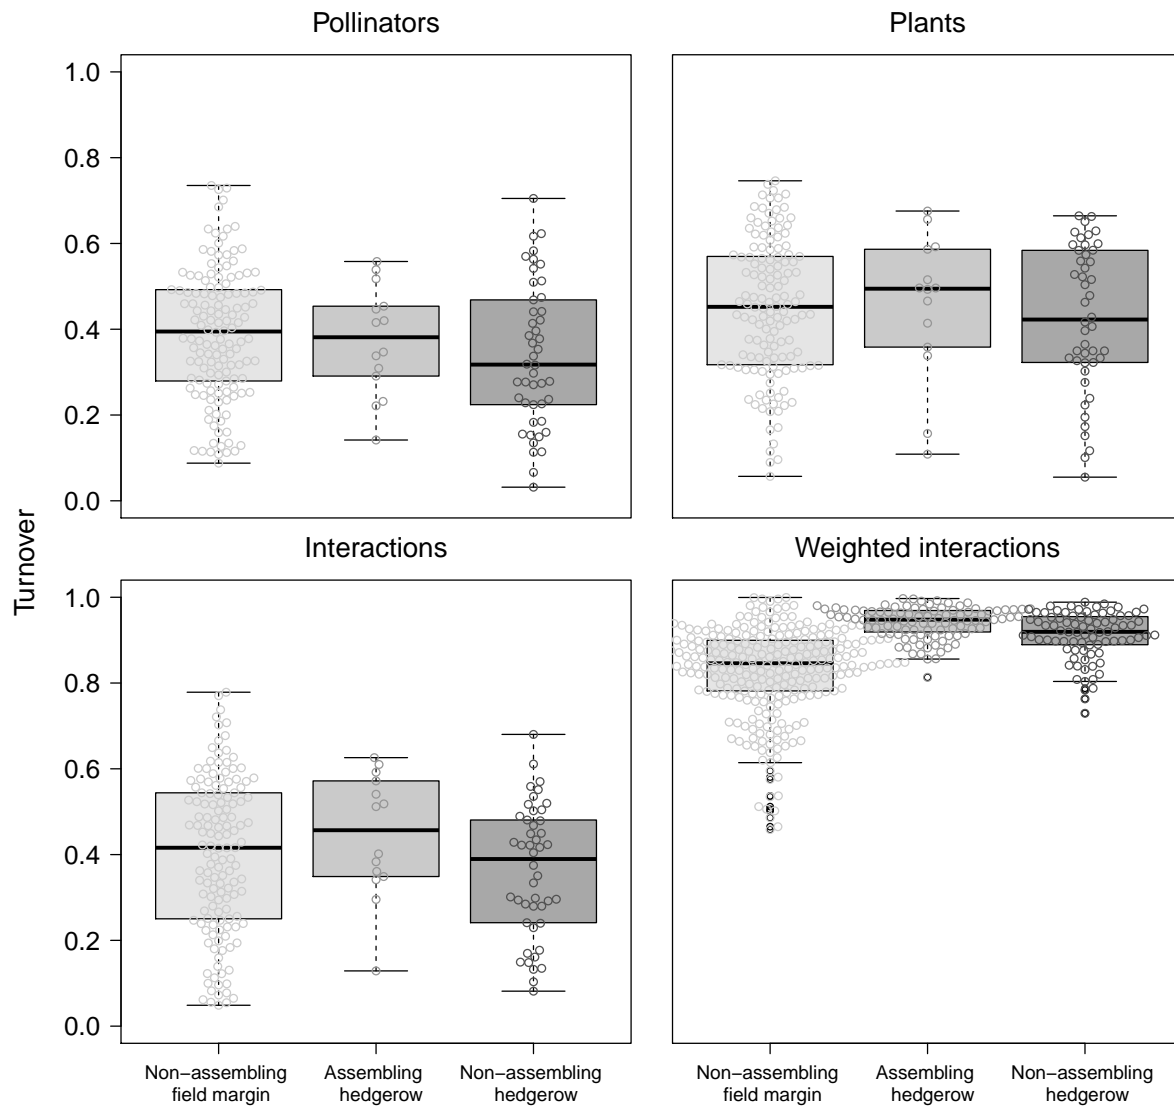 Pollinators
Plants
1.0
0.8
0.6
0.4
0.2
0.0
Interactions
Weighted interactions
Turnover
1.0
0.8
0.6
0.4
0.2
0.0
Non−assembling
field margin
Assembling
hedgerow
Non−assembling
hedgerow
Non−assembling
field margin
Assembling
hedgerow
Non−assembling
hedgerow